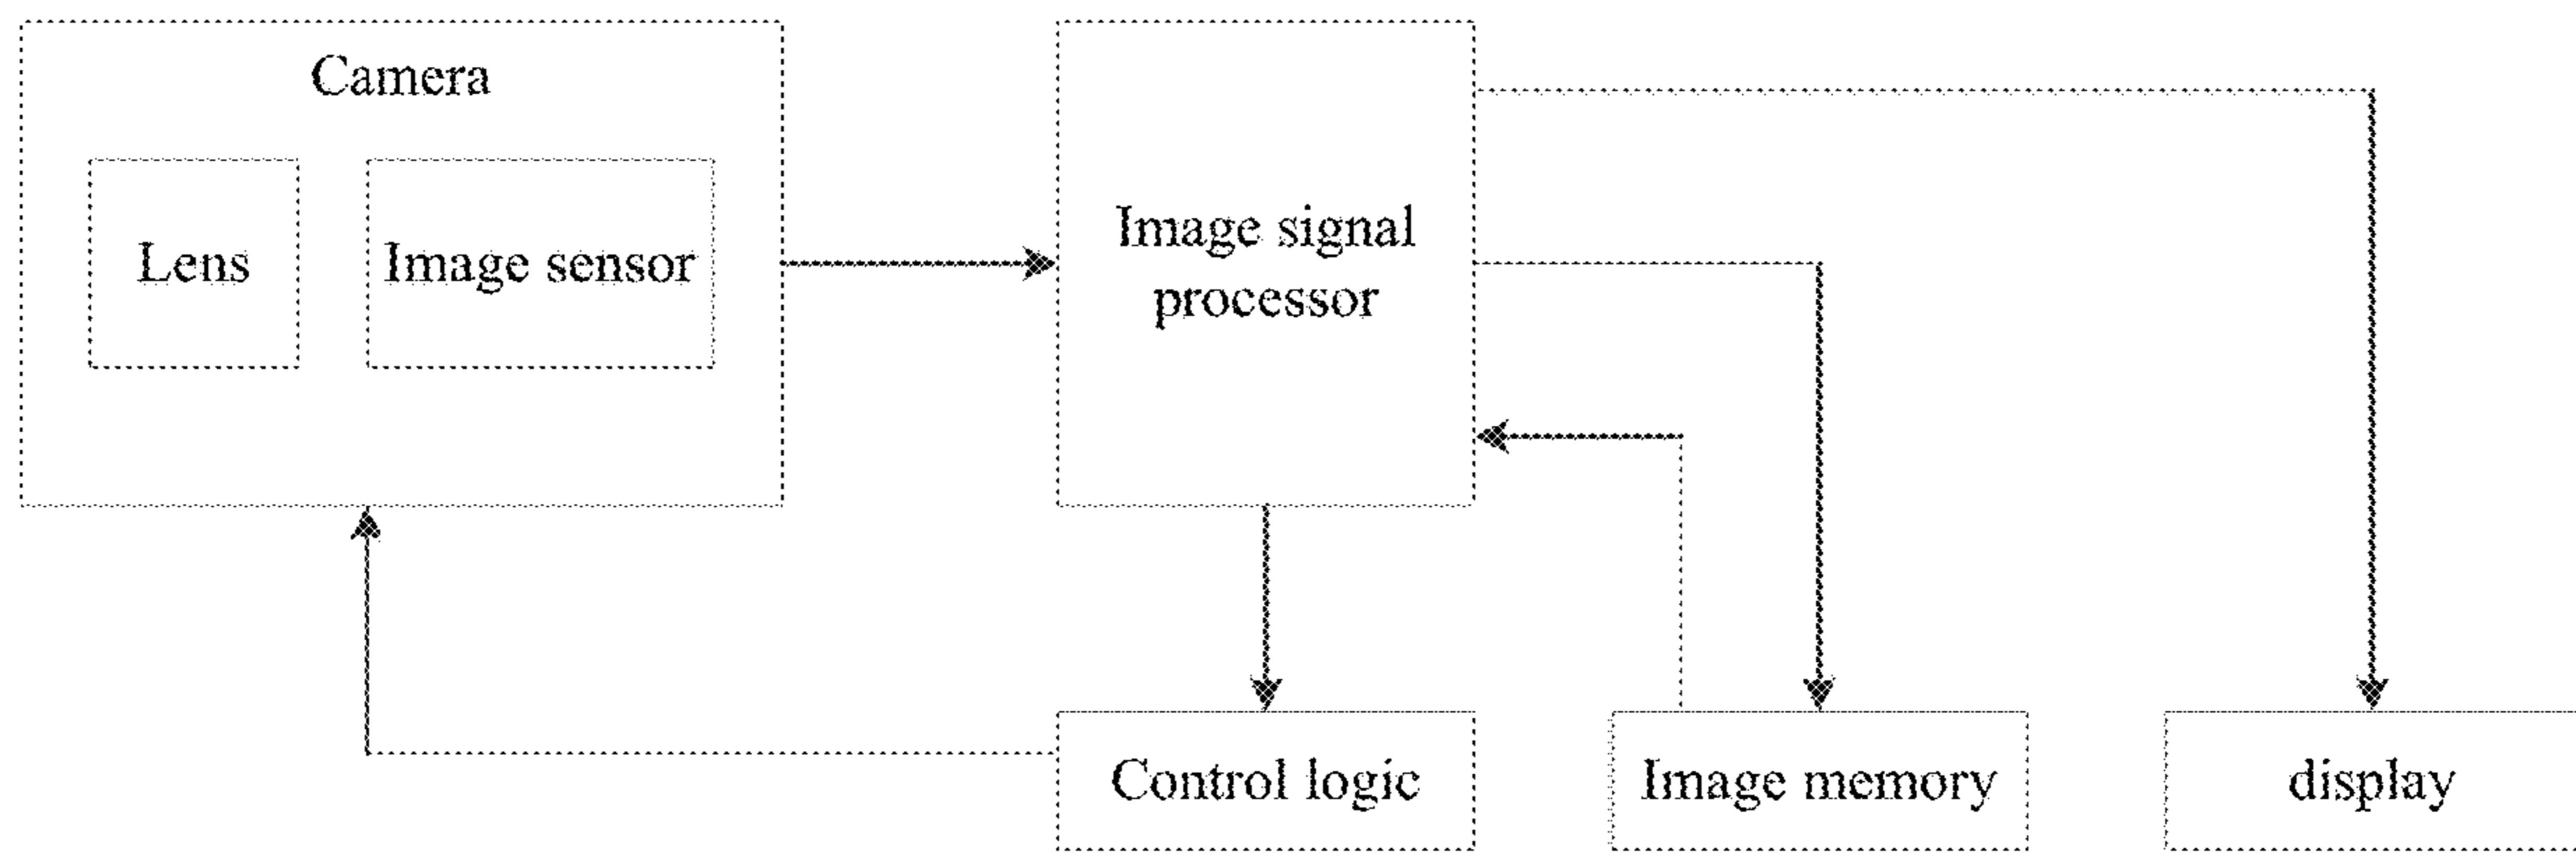 Camera
Lens
Image sensor
Image signal
processor
Control logic
Image memory
display